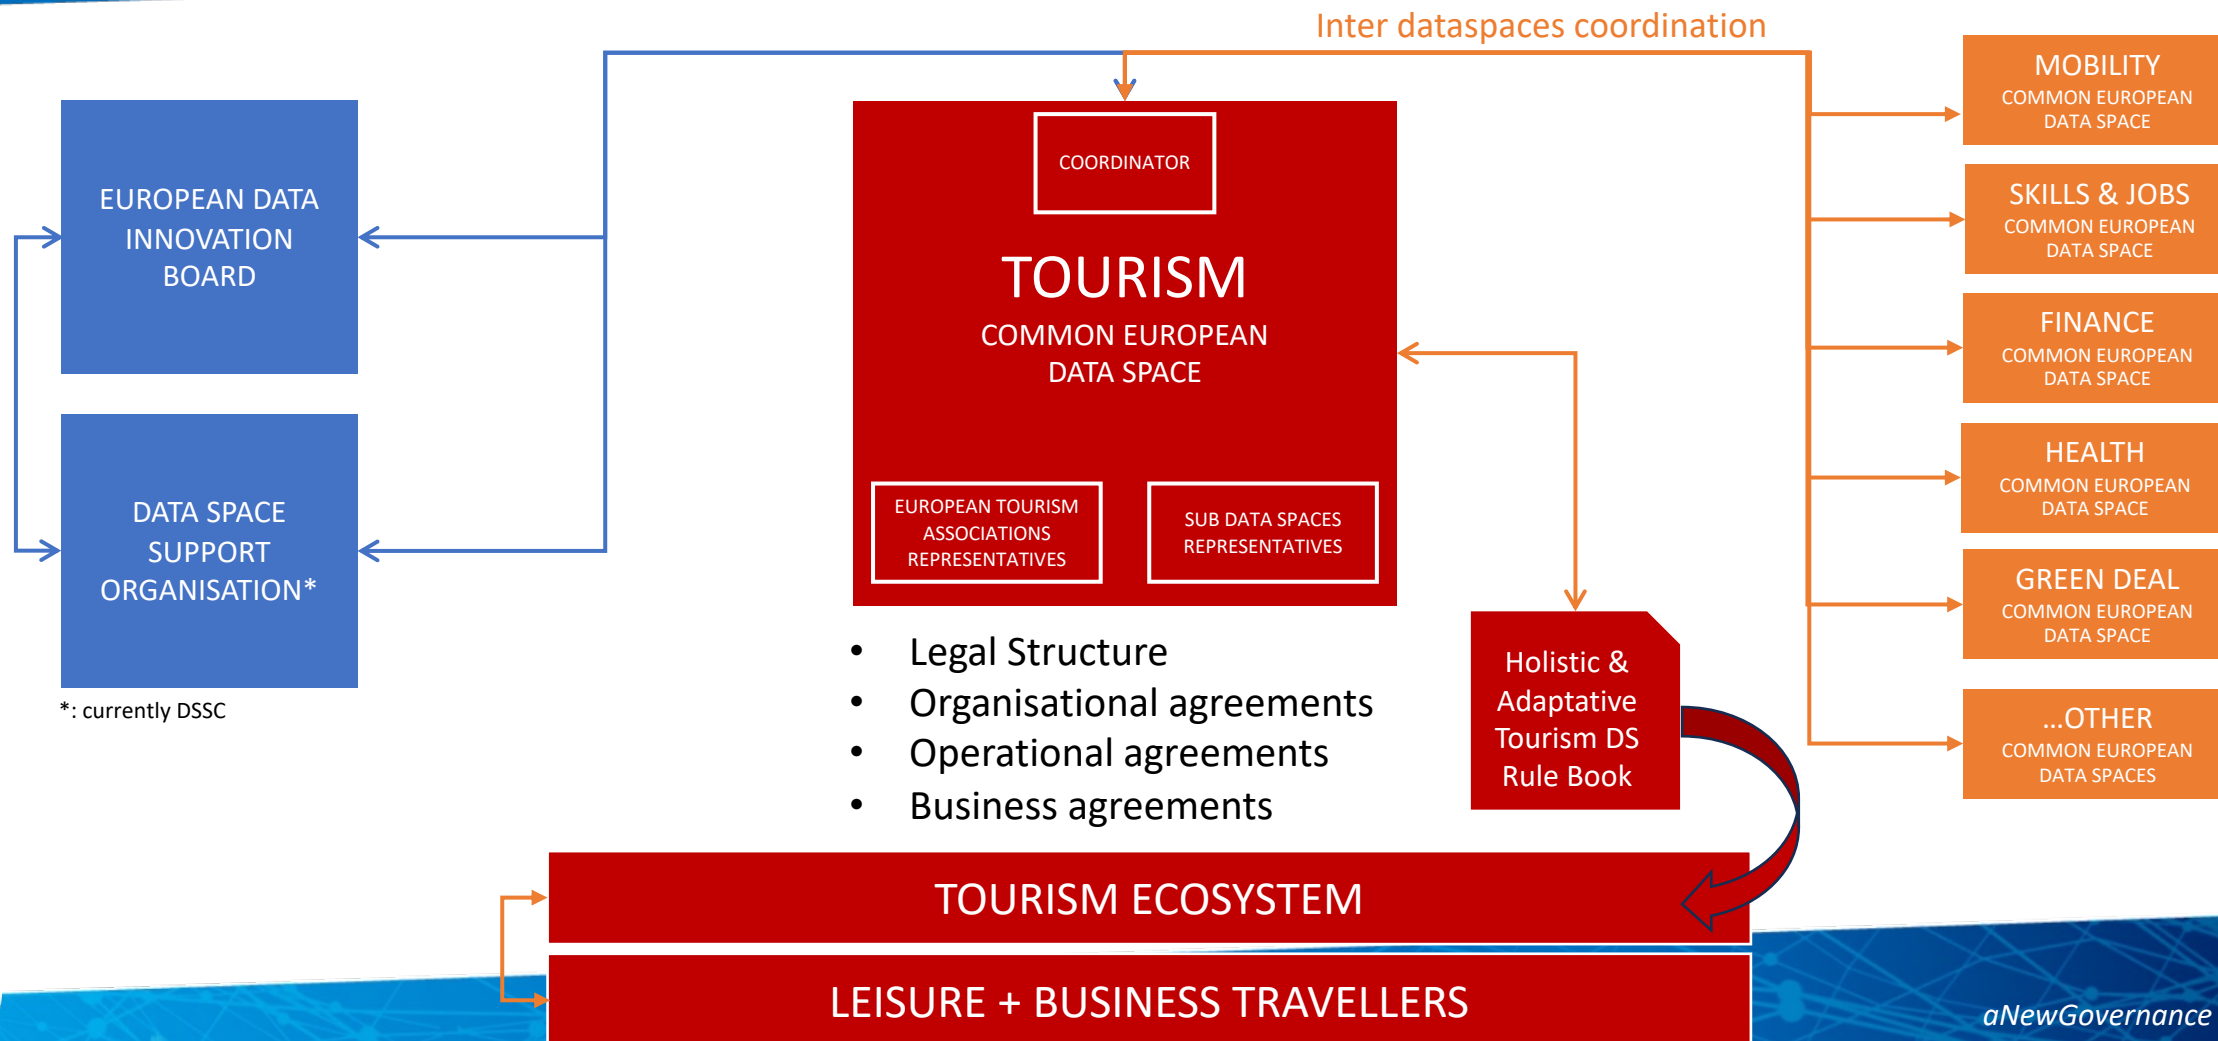 Inter dataspaces coordination
EUROPEAN DATA
INNOVATION
BOARD
DATA SPACE
SUPPORT
ORGANISATION*
*: currently DSSC
COORDINATOR
TOURISM
COMMON EUROPEAN
DATA SPACE
EUROPEAN TOURISM
ASSOCIATIONS
REPRESENTATIVES
SUB DATA SPACES
REPRESENTATIVES
• Legal Structure
• Organisational agreements
• Operational agreements
• Business agreements
Holistic &
Adaptative
Tourism DS
Rule Book
MOBILITY
COMMON EUROPEAN
DATA SPACE
SKILLS & JOBS
COMMON EUROPEAN
DATA SPACE
FINANCE
COMMON EUROPEAN
DATA SPACE
HEALTH
COMMON EUROPEAN
DATA SPACE
GREEN DEAL
COMMON EUROPEAN
DATA SPACE
...OTHER
COMMON EUROPEAN
DATA SPACES
TOURISM ECOSYSTEM
LEISURE + BUSINESS TRAVELLERS
aNewGovernance